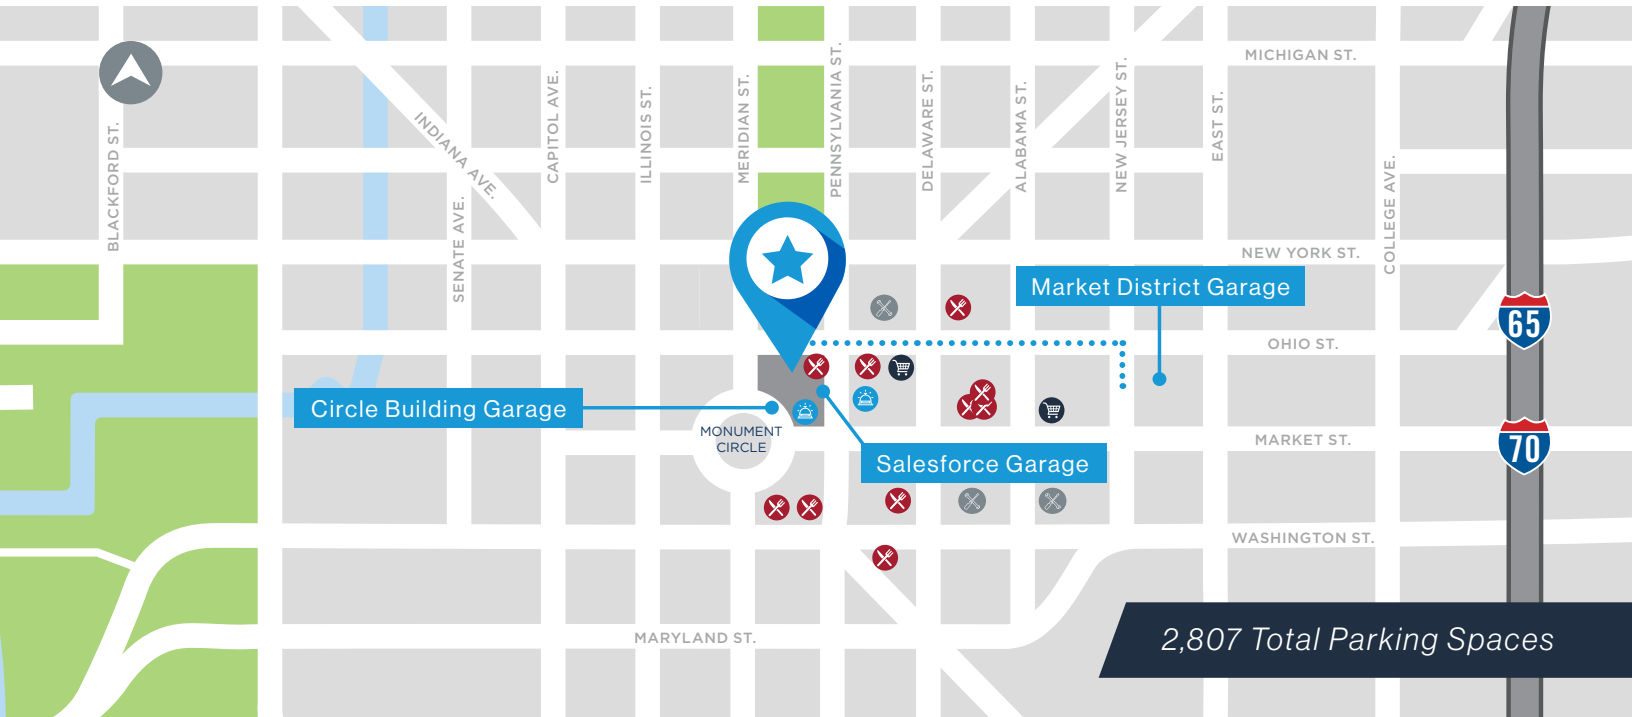 MICHIGAN ST.
BLACKFORD ST.
INDIANA AVE.
SENATE AVE.
CAPITOL AVE.
ILLINOIS ST.
MERIDIAN ST.
PENNSYLVANIA ST.
DELAWARE ST.
ALABAMA ST.
NEW JERSEY ST.
EAST ST.
COLLEGE AVE.
NEW YORK ST.
Market District Garage
65
OHIO ST.
Circle Building Garage
MONUMENT
CIRCLE
MARKET ST.
70
Salesforce Garage
WASHINGTON ST.
MARYLAND ST.
2,807 Total Parking Spaces